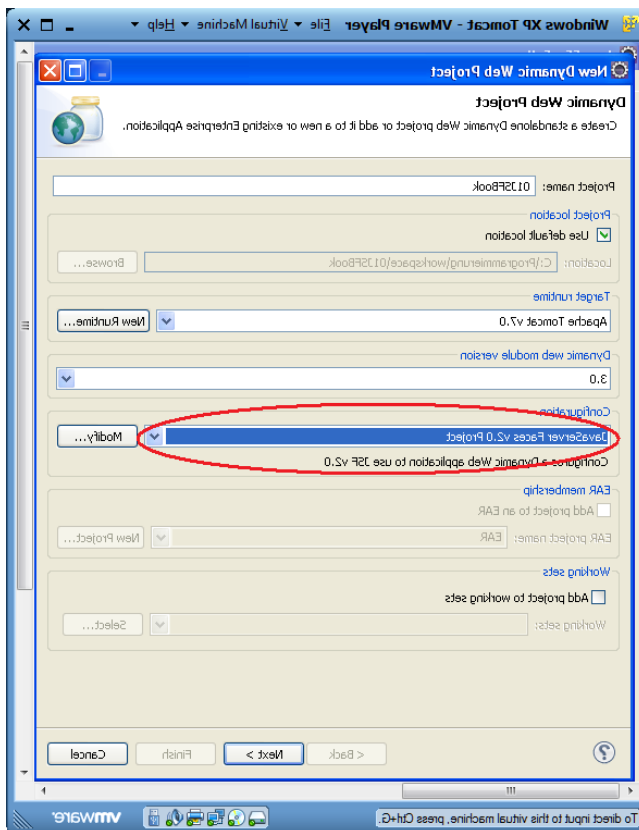 Windows XP Tomcat - VMware Player File Virtual Machine Help
New Dynamic Web Project
Dynamic Web Project
Create a standalone Dynamic Web project or add it to a new or existing Enterprise Application.
Project name: 01JSFBook
Project location
Use default location
Location: C:\Programmierung\workspace\01JSFBook Browse...
Target runtime
Apache Tomcat v7.0 New Runtime...
Dynamic web module version
3.0
Configuration
JavaServer Faces v2.0 Project Modify...
Configures a Dynamic Web application to use JSF v2.0
EAR membership
Add project to an EAR
EAR project name: EAR New Project...
Working sets
Add project to working sets
Working sets: Select...
? < Back Next > Finish Cancel
To direct input to this virtual machine, press Ctrl+G. vmware